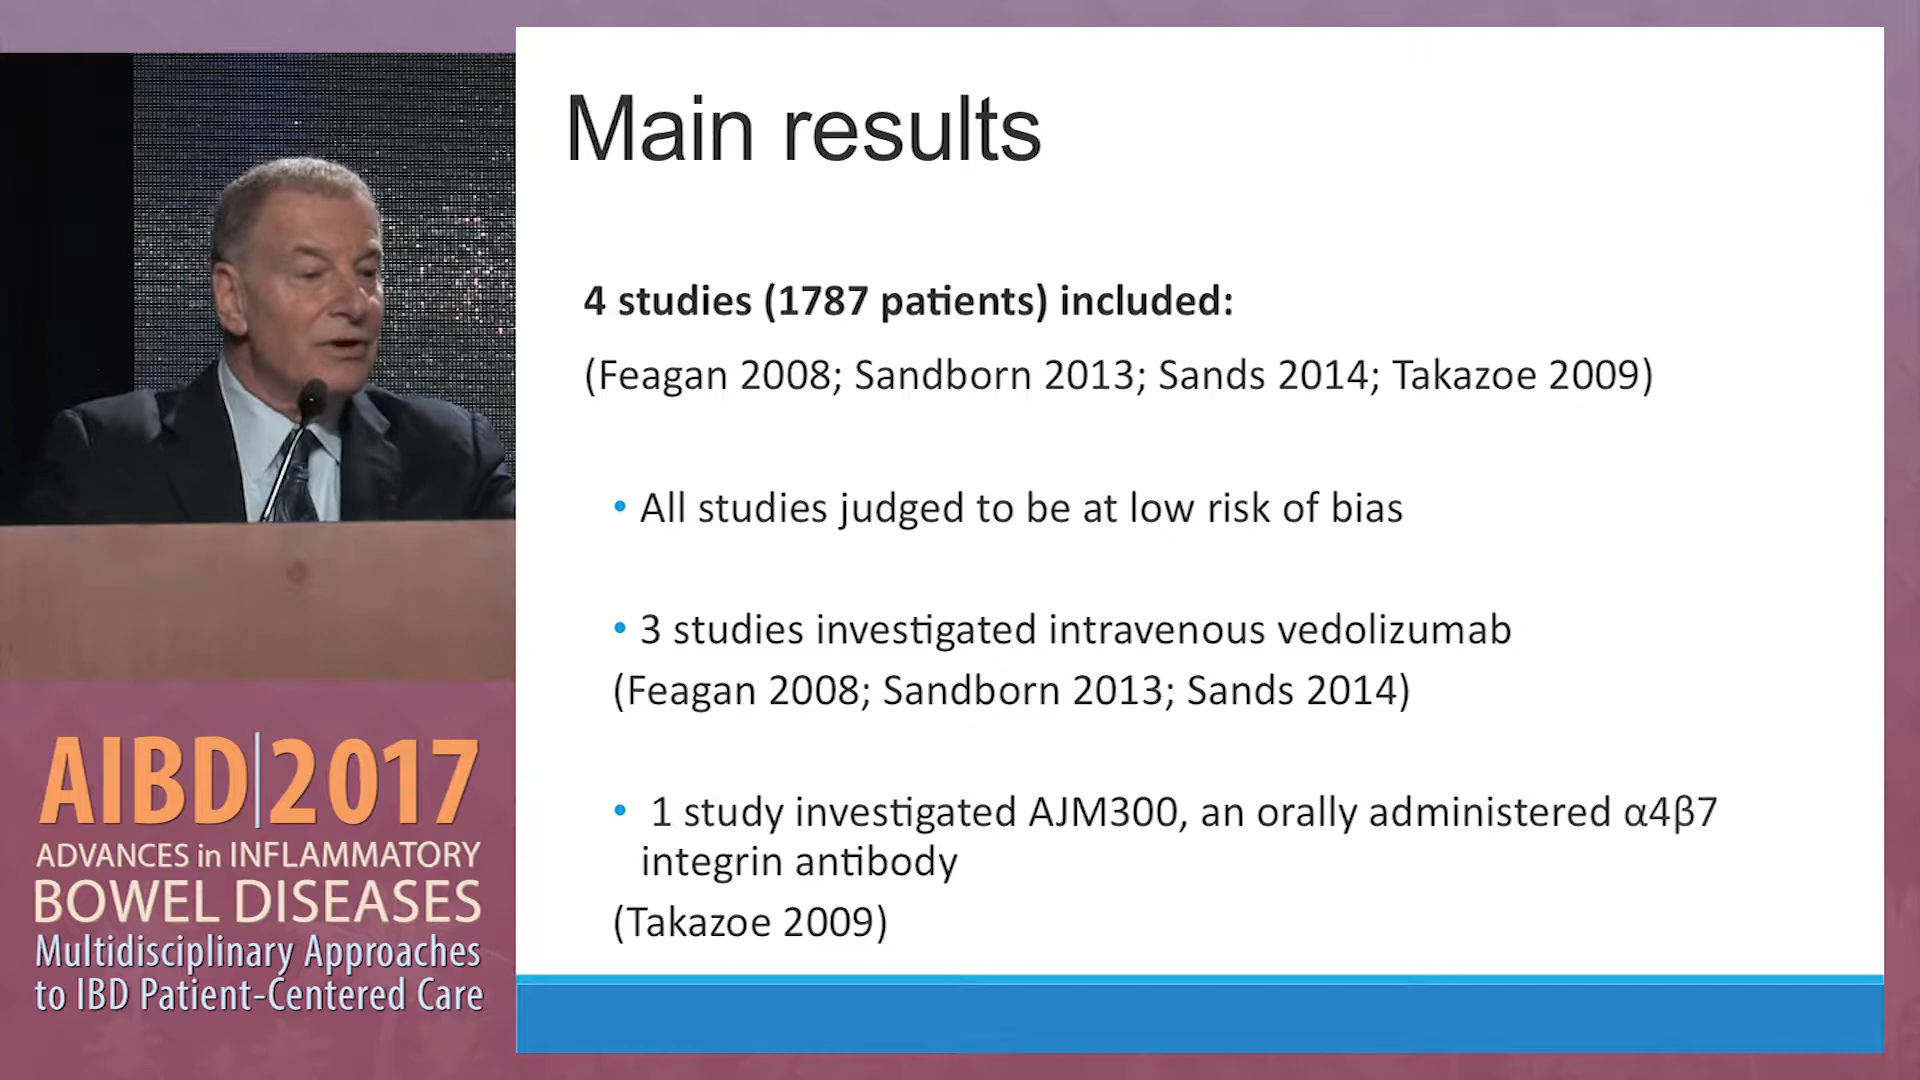 Main results
4 studies (1787 patients) included:
(Feagan 2008; Sandborn 2013; Sands 2014; Takazoe 2009)
• All studies judged to be at low risk of bias
• 3 studies investigated intravenous vedolizumab
(Feagan 2008; Sandborn 2013; Sands 2014)
• 1 study investigated AJM300, an orally administered α4β7
integrin antibody
(Takazoe 2009)
AIBD|2017
ADVANCES in INFLAMMATORY
BOWEL DISEASES
Multidisciplinary Approaches
to IBD Patient-Centered Care